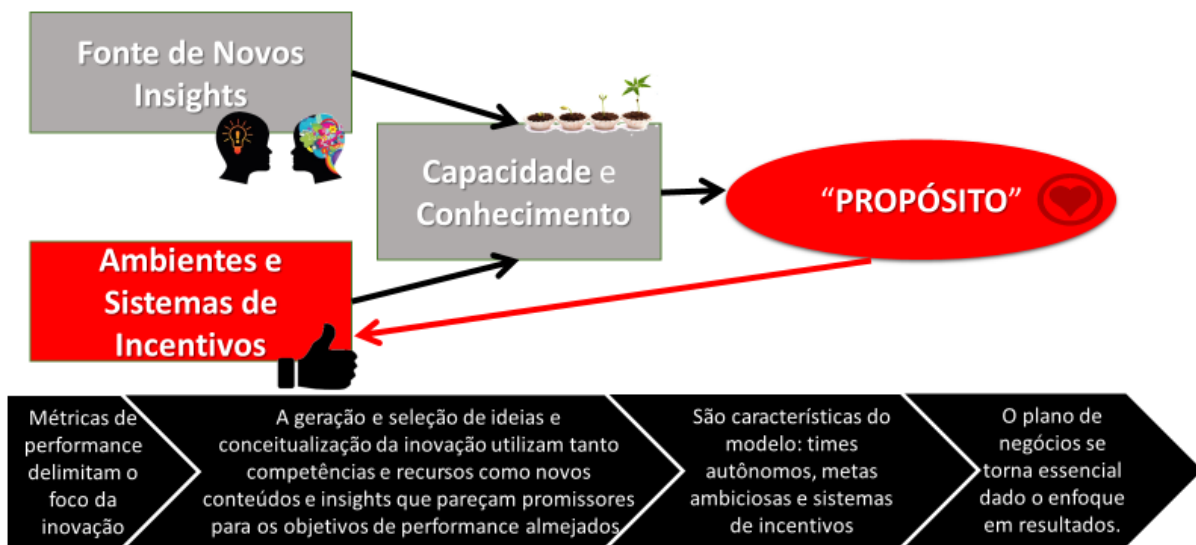 Fonte de Novos
Insights
Capacidade e
Conhecimento
“PROPÓSITO”
Ambientes e
Sistemas de
Incentivos
Métricas de
performance
delimitam o
foco da
inovação
A geração e seleção de ideias e
conceitualização da inovação utilizam tanto
competências e recursos como novos
conteúdos e insights que pareçam promissores
para os objetivos de performance almejados
São características do
modelo: times
autônomos, metas
ambiciosas e sistemas
de incentivos
O plano de
negócios se
torna essencial
dado o enfoque
em resultados.